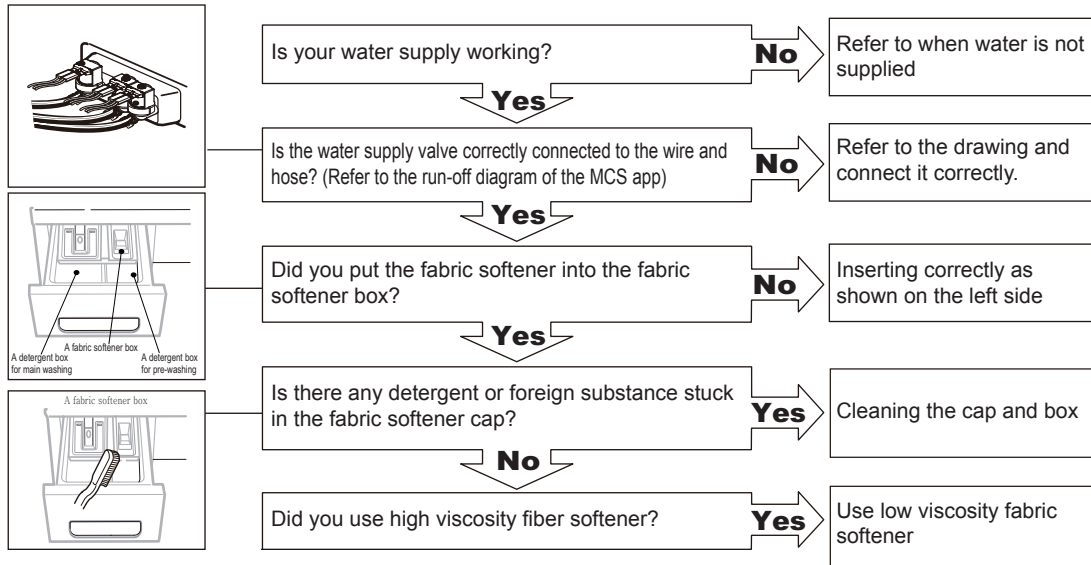 Is your water supply working?
No
Refer to when water is not
supplied
Yes
Is the water supply valve correctly connected to the wire and
hose? (Refer to the run-off diagram of the MCS app)
No
Refer to the drawing and
connect it correctly.
Yes
Did you put the fabric softener into the fabric
softener box?
No
Inserting correctly as
shown on the left side
A fabric softener box
A detergent box
for main washing
A detergent box
for pre-washing
Yes
Is there any detergent or foreign substance stuck
in the fabric softener cap?
Yes
Cleaning the cap and box
A fabric softener box
No
Did you use high viscosity fiber softener?
Yes
Use low viscosity fabric
softener